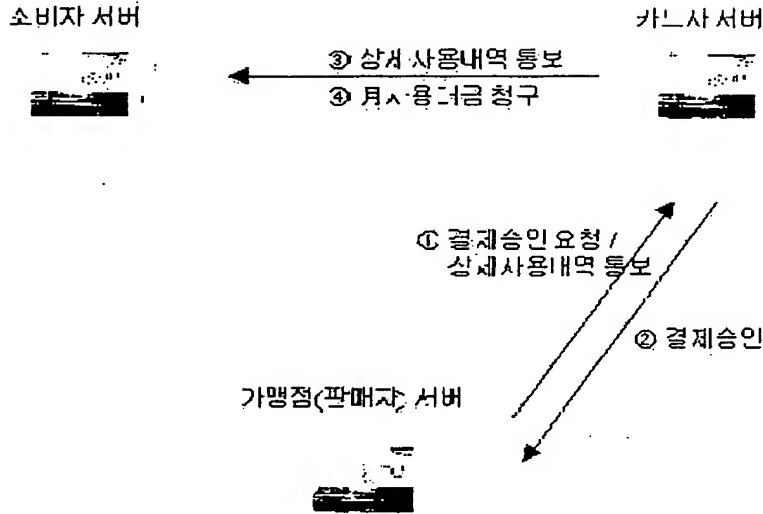 소비자 서버
카드사 서버
③ 상세 사용내역 통보
④ 月사용대금 청구
① 결제승인 요청 /
상세사용내역 통보
② 결제승인
가맹점(판매자) 서버